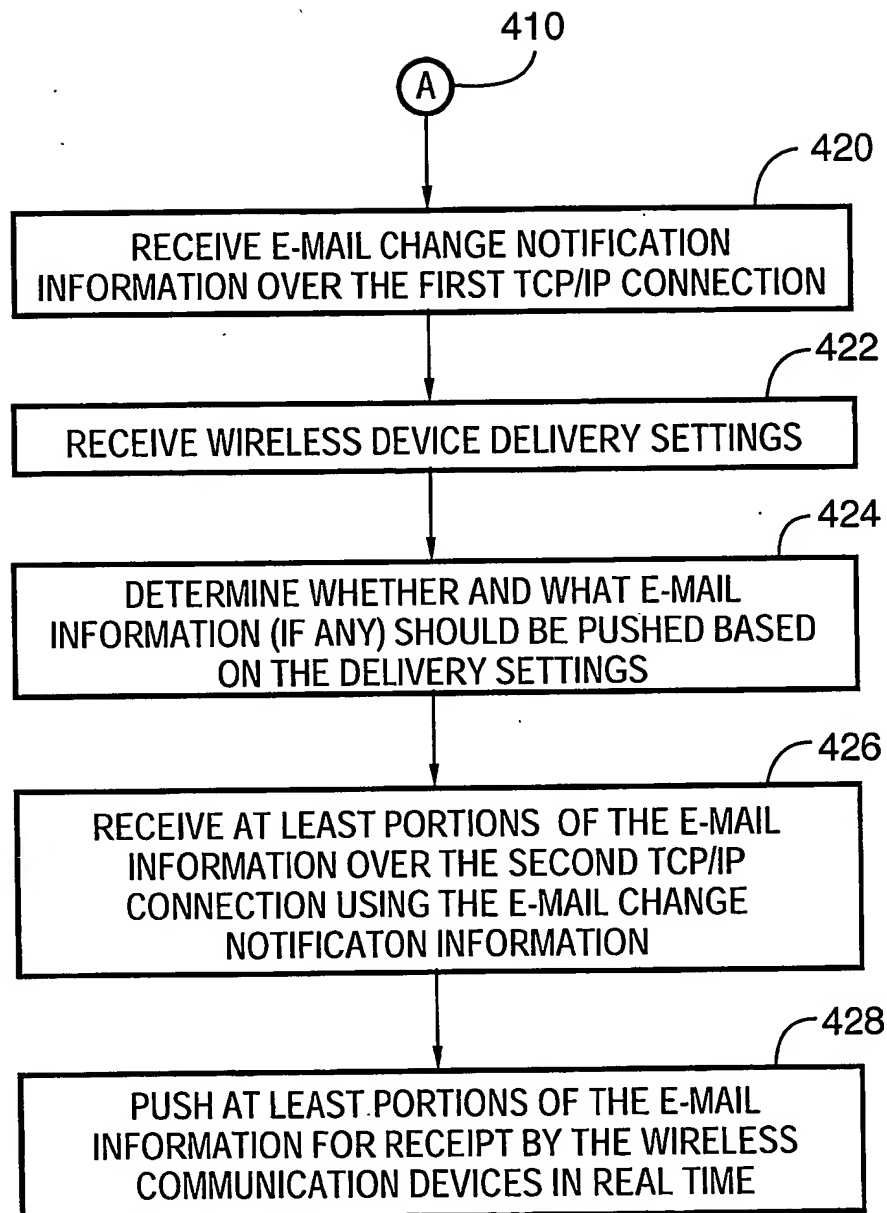 410
A
420
RECEIVE E-MAIL CHANGE NOTIFICATION
INFORMATION OVER THE FIRST TCP/IP CONNECTION
422
RECEIVE WIRELESS DEVICE DELIVERY SETTINGS
424
DETERMINE WHETHER AND WHAT E-MAIL
INFORMATION (IF ANY) SHOULD BE PUSHED BASED
ON THE DELIVERY SETTINGS
426
RECEIVE AT LEAST PORTIONS OF THE E-MAIL
INFORMATION OVER THE SECOND TCP/IP
CONNECTION USING THE E-MAIL CHANGE
NOTIFICATON INFORMATION
428
PUSH AT LEAST PORTIONS OF THE E-MAIL
INFORMATION FOR RECEIPT BY THE WIRELESS
COMMUNICATION DEVICES IN REAL TIME